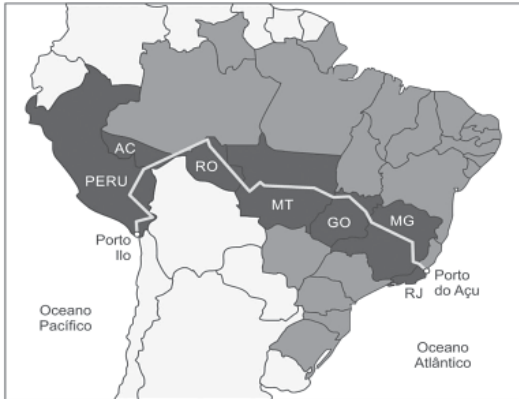 AC
PERU
RO
MT
GO
MG
Porto
Ilo
Porto
do Açu
RJ
Oceano
Pacífico
Oceano
Atlântico